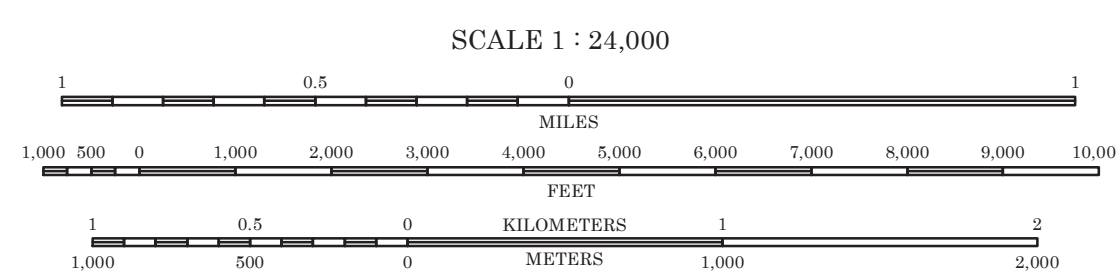 SCALE 1 : 24,000
1 0.5 0 1
MILES
1,000 500 0 1,000 2,000 3,000 4,000 5,000 6,000 7,000 8,000 9,000 10,00
FEET
1 0.5 0 KILOMETERS 1 2
1,000 500 0 METERS 1,000 2,000